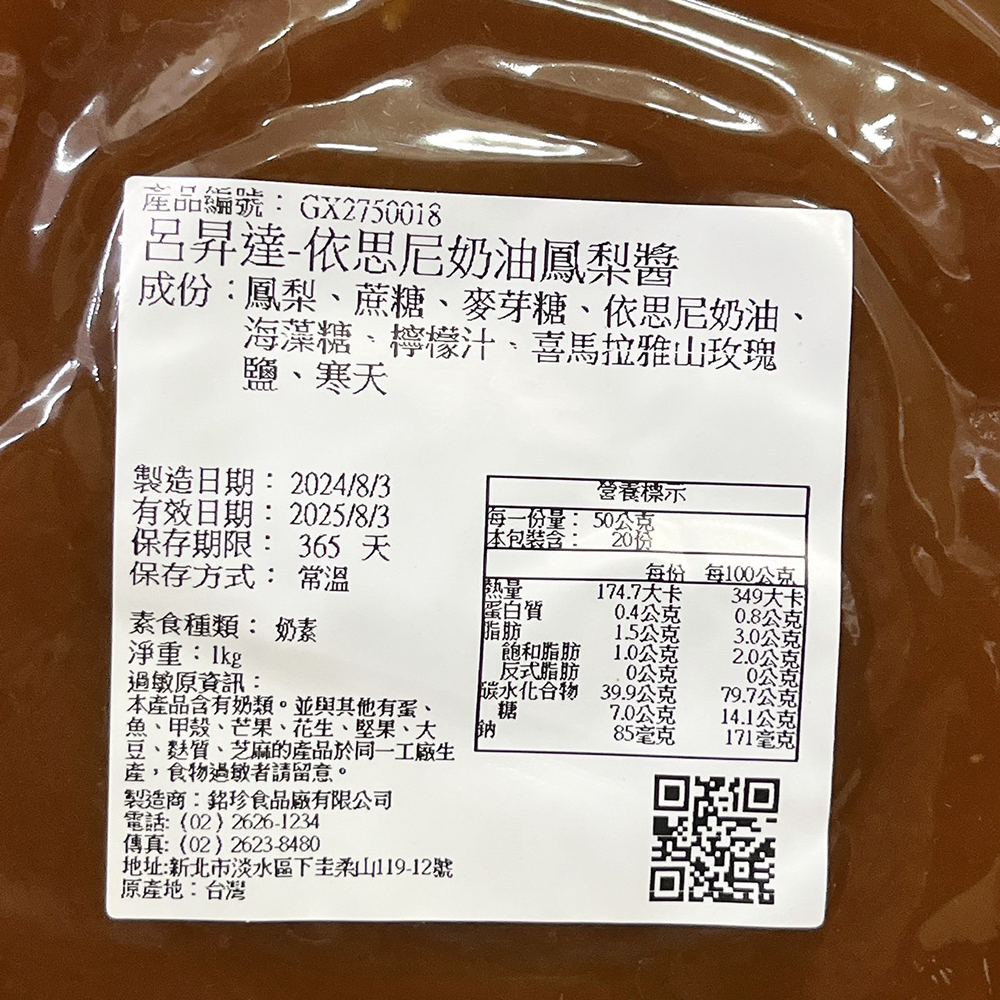 產品編號：GX2750018
呂昇達-依思尼奶油鳳梨醬
成份：鳳梨、蔗糖、麥芽糖、依思尼奶油、
海藻糖、檸檬汁、喜馬拉雅山玫瑰
鹽、寒天
製造日期：2024/8/3
有效日期：2025/8/3
保存期限：365 天
保存方式：常溫
素食種類：奶素
淨重：1kg
過敏原資訊：
本產品含有奶類。並與其他有蛋、
魚、甲殼、芒果、花生、堅果、大
豆、麩質、芝麻的產品於同一工廠生
產，食物過敏者請留意。
製造商：銘珍食品廠有限公司
電話:（02）2626-1234
傳真:（02）2623-8480
地址:新北市淡水區下圭柔山119-12號
原產地：台灣
營養標示
每一份量：50公克
本包裝含：20份
每份 每100公克
熱量 174.7大卡 349大卡
蛋白質 0.4公克 0.8公克
脂肪 1.5公克 3.0公克
飽和脂肪 1.0公克 2.0公克
反式脂肪 0公克 0公克
碳水化合物 39.9公克 79.7公克
糖 7.0公克 14.1公克
鈉 85毫克 171毫克